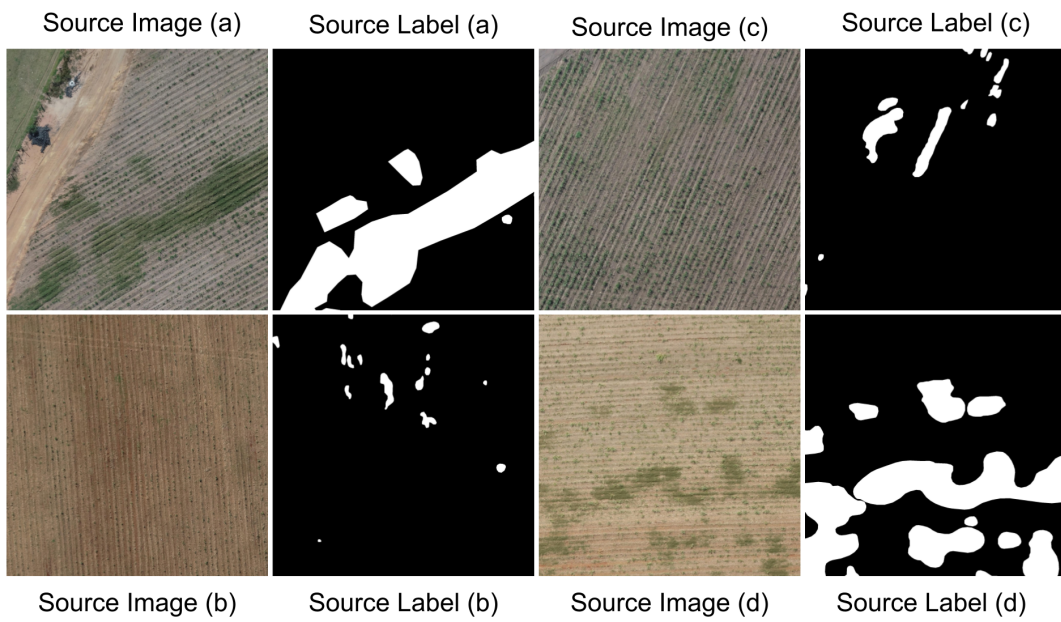 Source Image (a)
Source Label (a)
Source Image (c)
Source Label (c)
Source Image (b)
Source Label (b)
Source Image (d)
Source Label (d)